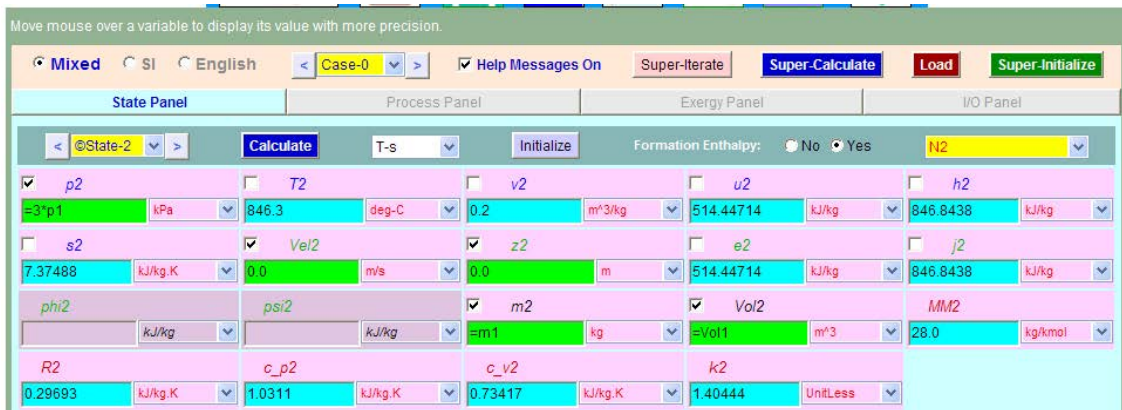 Move mouse over a variable to display its value with more precision.
Mixed SI English < Case-0 > Help Messages On Super-Iterate Super-Calculate Load Super-Initialize
State Panel Process Panel Exergy Panel I/O Panel
< ©State-2 > Calculate T-s Initialize Formation Enthalpy: No Yes N2
p2 T2 v2 u2 h2
=3*p1 kPa 846.3 deg-C 0.2 m^3/kg 514.44714 kJ/kg 846.8438 kJ/kg
s2 Vel2 z2 e2 j2
7.37488 kJ/kg.K 0.0 m/s 0.0 m 514.44714 kJ/kg 846.8438 kJ/kg
phi2 psi2 m2 Vol2 MM2
kJ/kg kJ/kg =m1 kg =Vol1 m^3 28.0 kg/kmol
R2 c_p2 c_v2 k2
0.29693 kJ/kg.K 1.0311 kJ/kg.K 0.73417 kJ/kg.K 1.40444 UnitLess